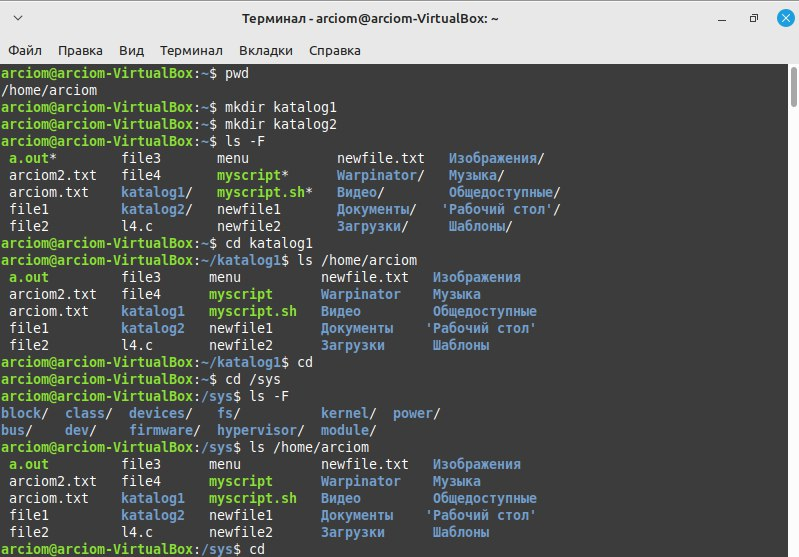 Терминал - arciom@arciom-VirtualBox: ~
Файл Правка Вид Терминал Вкладки Справка
arciom@arciom-VirtualBox:~$ pwd
/home/arciom
arciom@arciom-VirtualBox:~$ mkdir katalog1
arciom@arciom-VirtualBox:~$ mkdir katalog2
arciom@arciom-VirtualBox:~$ ls -F
a.out* file3 menu newfile.txt Изображения/
arciom2.txt file4 myscript* Warpinator/ Музыка/
arciom.txt katalog1/ myscript.sh* Видео/ Общедоступные/
file1 katalog2/ newfile1 Документы/ 'Рабочий стол'/
file2 l4.c newfile2 Загрузки/ Шаблоны/
arciom@arciom-VirtualBox:~$ cd katalog1
arciom@arciom-VirtualBox:~/katalog1$ ls /home/arciom
a.out file3 menu newfile.txt Изображения
arciom2.txt file4 myscript Warpinator Музыка
arciom.txt katalog1 myscript.sh Видео Общедоступные
file1 katalog2 newfile1 Документы 'Рабочий стол'
file2 l4.c newfile2 Загрузки Шаблоны
arciom@arciom-VirtualBox:~/katalog1$ cd
arciom@arciom-VirtualBox:~$ cd /sys
arciom@arciom-VirtualBox:/sys$ ls -F
block/ class/ devices/ fs/ kernel/ power/
bus/ dev/ firmware/ hypervisor/ module/
arciom@arciom-VirtualBox:/sys$ ls /home/arciom
a.out file3 menu newfile.txt Изображения
arciom2.txt file4 myscript Warpinator Музыка
arciom.txt katalog1 myscript.sh Видео Общедоступные
file1 katalog2 newfile1 Документы 'Рабочий стол'
file2 l4.c newfile2 Загрузки Шаблоны
arciom@arciom-VirtualBox:/sys$ cd